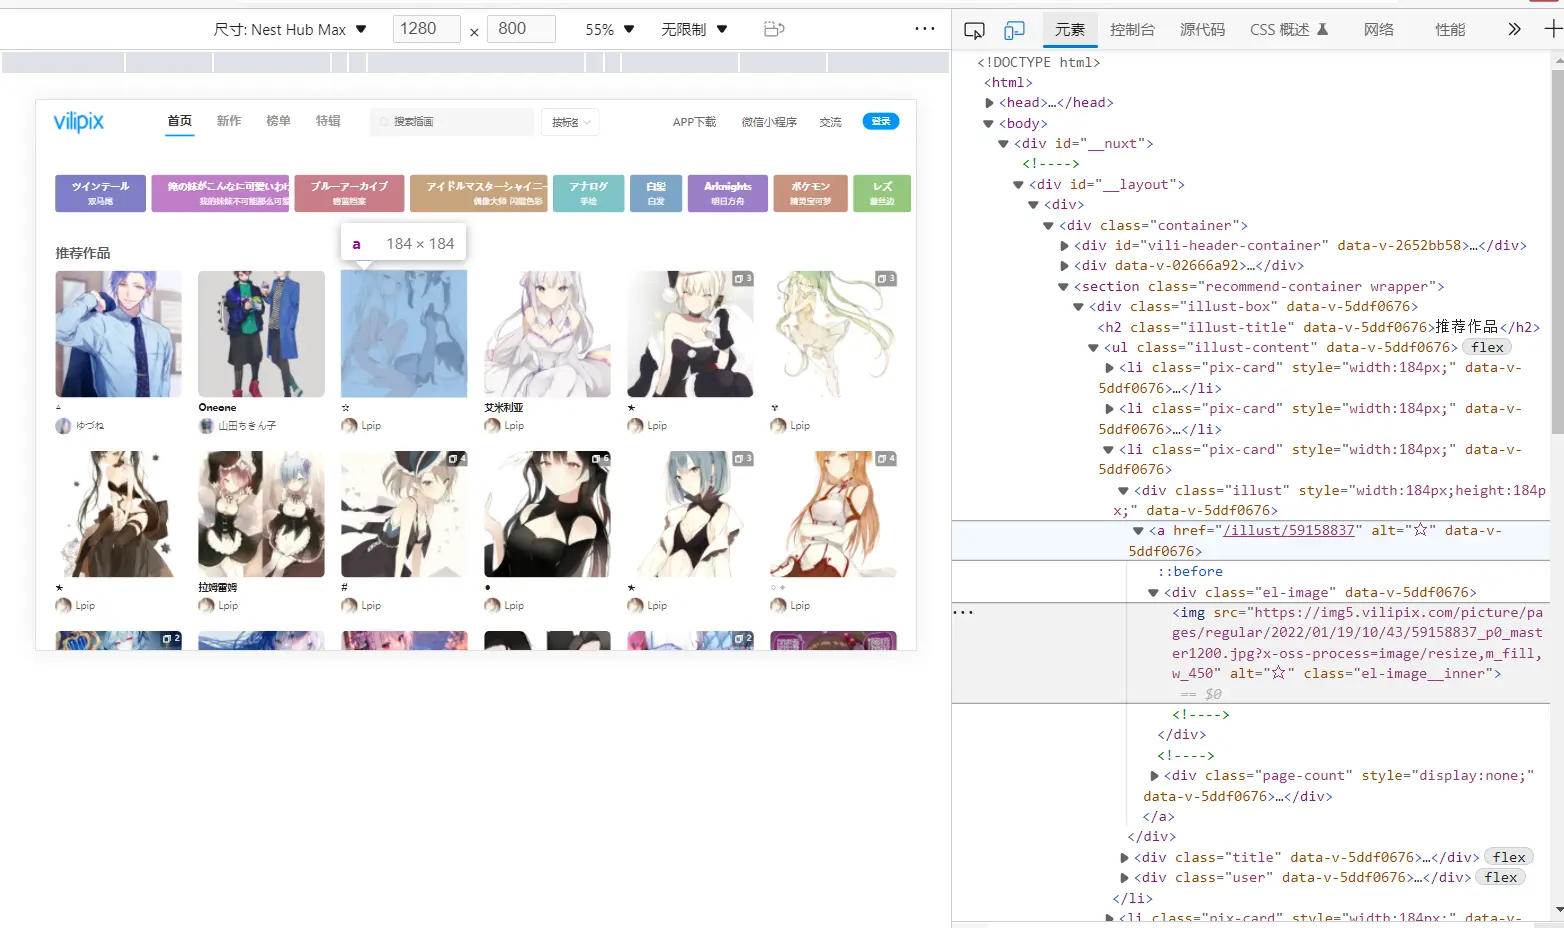 尺寸: Nest Hub Max ▼ 1280 × 800 55% ▼ 无限制 ▼ ···
元素 控制台 源代码 CSS 概述 网络 性能 » +
vilipix 首页 新作 榜单 特辑 搜索插画 按标签 APP下载 微信小程序 交流 登录
ツインテール
双马尾
俺の妹がこんなに可愛いわけ
我的妹妹不可能那么可爱
ブルーアーカイブ
碧蓝档案
アイドルマスターシャイニー
偶像大师 闪耀色彩
アナログ
手绘
白髪
白发
Arknights
明日方舟
ポケモン
精灵宝可梦
レズ
蕾丝边
a 184 × 184
推荐作品
3
3
Oneone
☆
艾米利亚
★
ゆづね
山田ちきん子
Lpip
Lpip
Lpip
Lpip
4
6
3
4
★
拉姆雷姆
#
●
★
○ +
Lpip
Lpip
Lpip
Lpip
Lpip
Lpip
2
2
<!DOCTYPE html>
<html>
▶<head>…</head>
▼<body>
▼<div id="__nuxt">
<!---->
▼<div id="__layout">
▼<div>
▼<div class="container">
▶<div id="vili-header-container" data-v-2652bb58>…</div>
▶<div data-v-02666a92>…</div>
▼<section class="recommend-container wrapper">
▼<div class="illust-box" data-v-5ddf0676>
<h2 class="illust-title" data-v-5ddf0676>推荐作品</h2>
▼<ul class="illust-content" data-v-5ddf0676> flex
▶<li class="pix-card" style="width:184px;" data-v-
5ddf0676>…</li>
▶<li class="pix-card" style="width:184px;" data-v-
5ddf0676>…</li>
▼<li class="pix-card" style="width:184px;" data-v-
5ddf0676>
▼<div class="illust" style="width:184px;height:184p
x;" data-v-5ddf0676>
▼<a href="/illust/59158837" alt="☆" data-v-
5ddf0676>
::before
▼<div class="el-image" data-v-5ddf0676>
··· <img src="https://img5.vilipix.com/picture/pa
ges/regular/2022/01/19/10/43/59158837_p0_mast
er1200.jpg?x-oss-process=image/resize,m_fill,
w_450" alt="☆" class="el-image__inner">
== $0
<!---->
</div>
<!---->
▶<div class="page-count" style="display:none;"
data-v-5ddf0676>…</div>
</a>
</div>
▶<div class="title" data-v-5ddf0676>…</div> flex
▶<div class="user" data-v-5ddf0676>…</div> flex
</li>
▶<li class="pix-card" style="width:184px;" data-v-